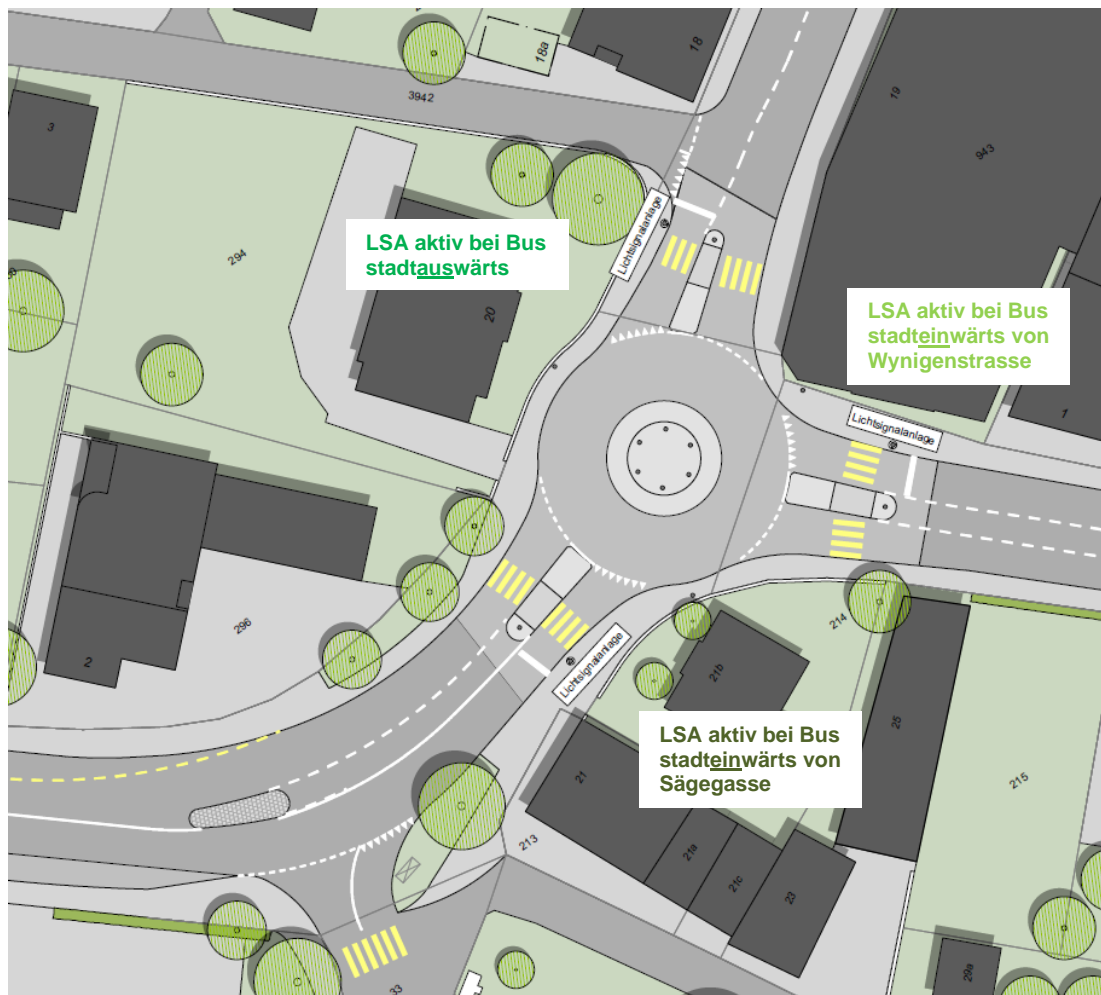 18a
18
3942
3
19
943
Lichtsignalanlage
LSA aktiv bei Bus
stadtauswärts
294
20
LSA aktiv bei Bus
stadteinwärts von
Wynigenstrasse
1
Lichtsignalanlage
296
2
Lichtsignalanlage
214
21b
25
LSA aktiv bei Bus
stadteinwärts von
Sägegasse
215
21
213
21a
21c
23
29a
33